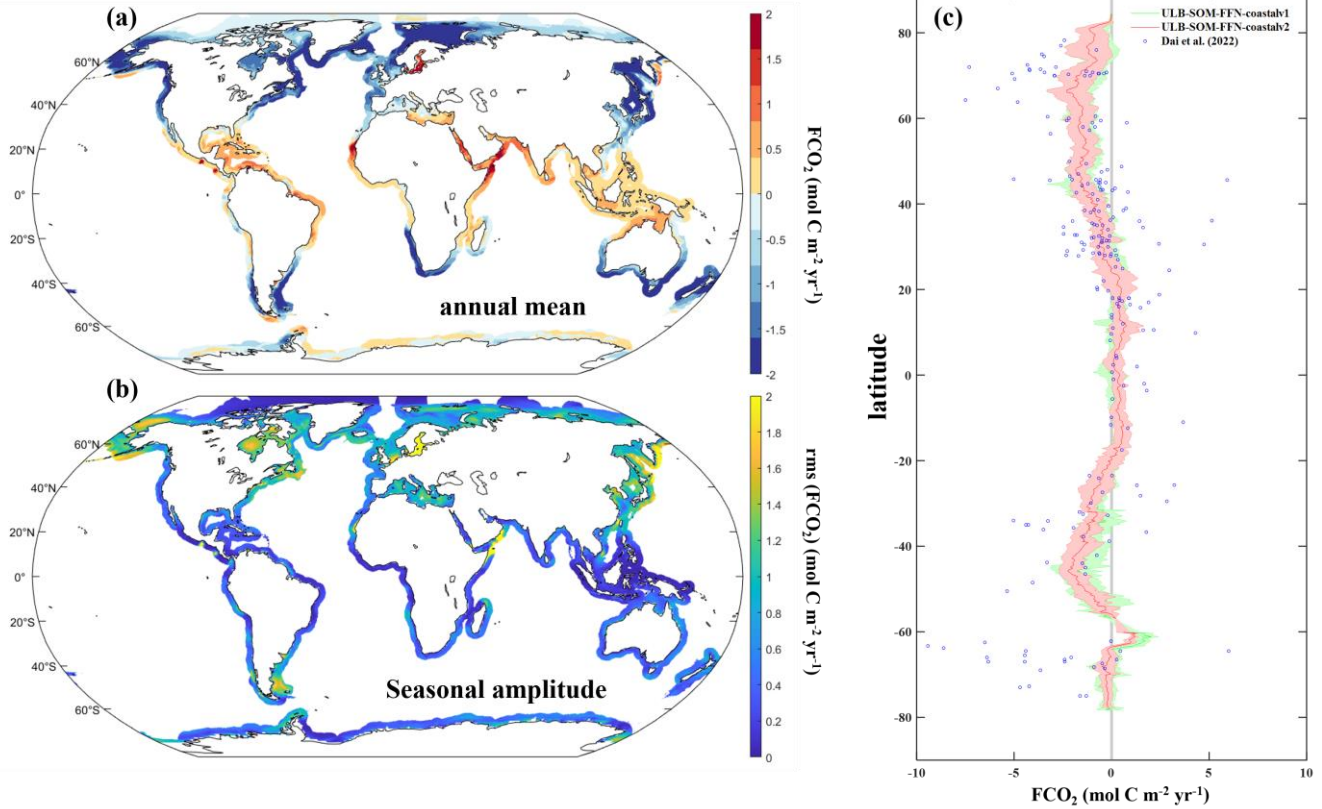 (a)
60°N
40°N
20°N
0°
20°S
40°S
60°S
annual mean
2
1.5
1
0.5
0
-0.5
-1
-1.5
-2
FCO₂ (mol C m⁻² yr⁻¹)
(b)
60°N
40°N
20°N
0°
20°S
40°S
60°S
Seasonal amplitude
2
1.8
1.6
1.4
1.2
1
0.8
0.6
0.4
0.2
0
rms (FCO₂) (mol C m⁻² yr⁻¹)
(c)
ULB-SOM-FFN-coastalv1
ULB-SOM-FFN-coastalv2
Dai et al. (2022)
latitude
80
60
40
20
0
-20
-40
-60
-80
-10
-5
0
5
10
FCO₂ (mol C m⁻² yr⁻¹)